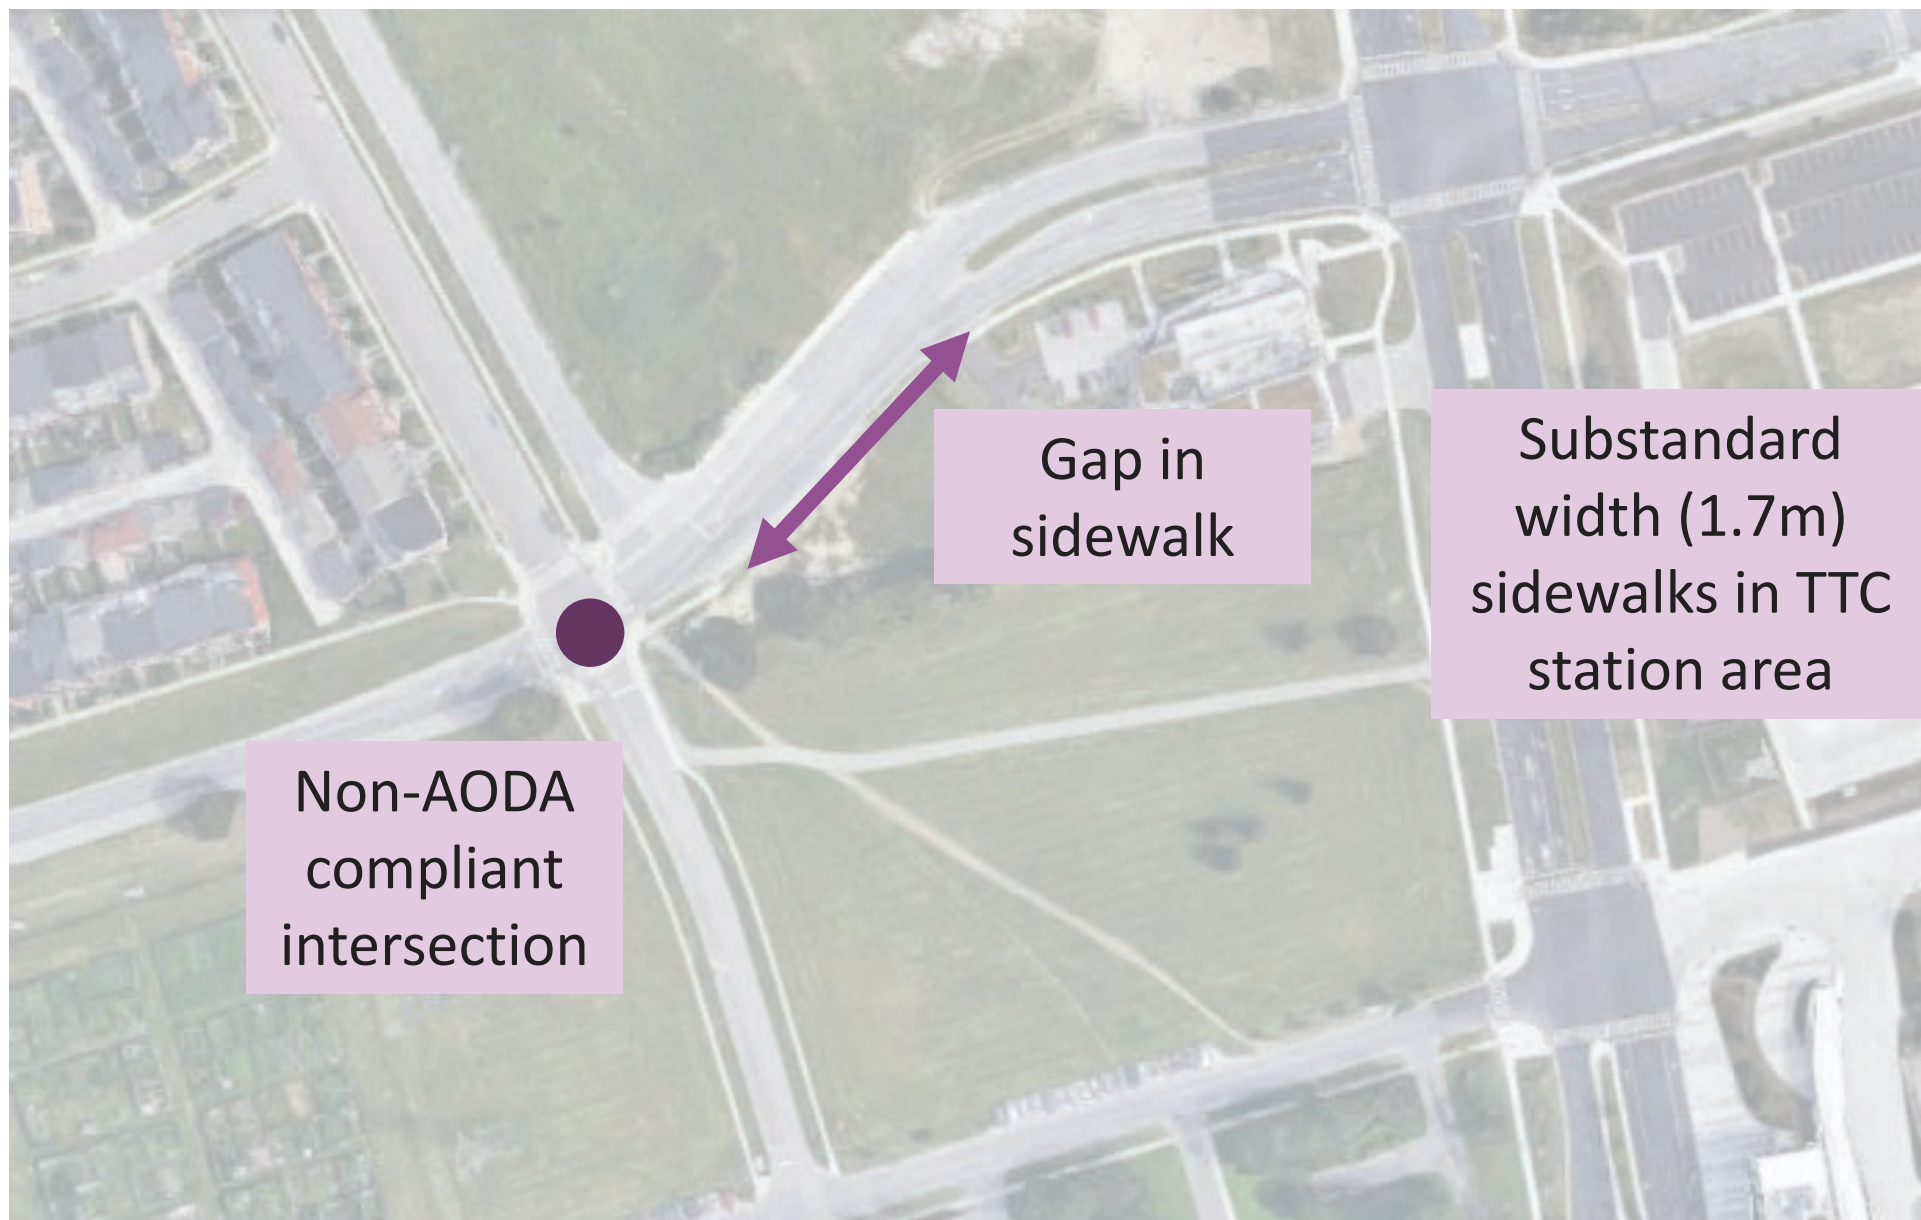 Gap in
sidewalk
Substandard
width (1.7m)
sidewalks in TTC
station area
Non-AODA
compliant
intersection